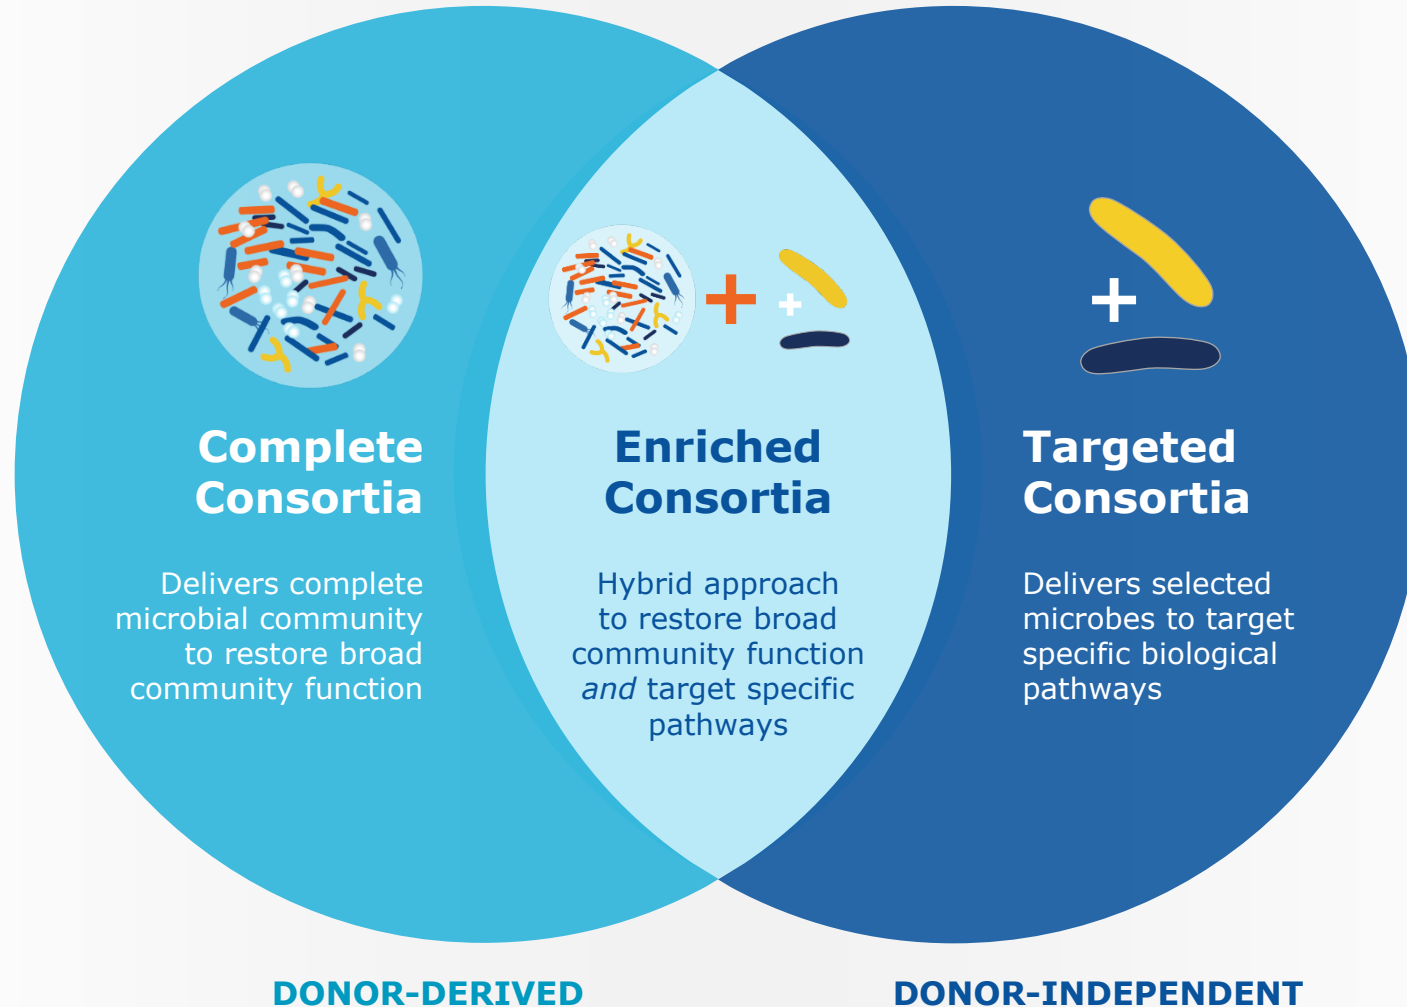 Complete
Consortia
Delivers complete
microbial community
to restore broad
community function
Enriched
Consortia
Hybrid approach
to restore broad
community function
and target specific
pathways
Targeted
Consortia
Delivers selected
microbes to target
specific biological
pathways
DONOR-DERIVED
DONOR-INDEPENDENT